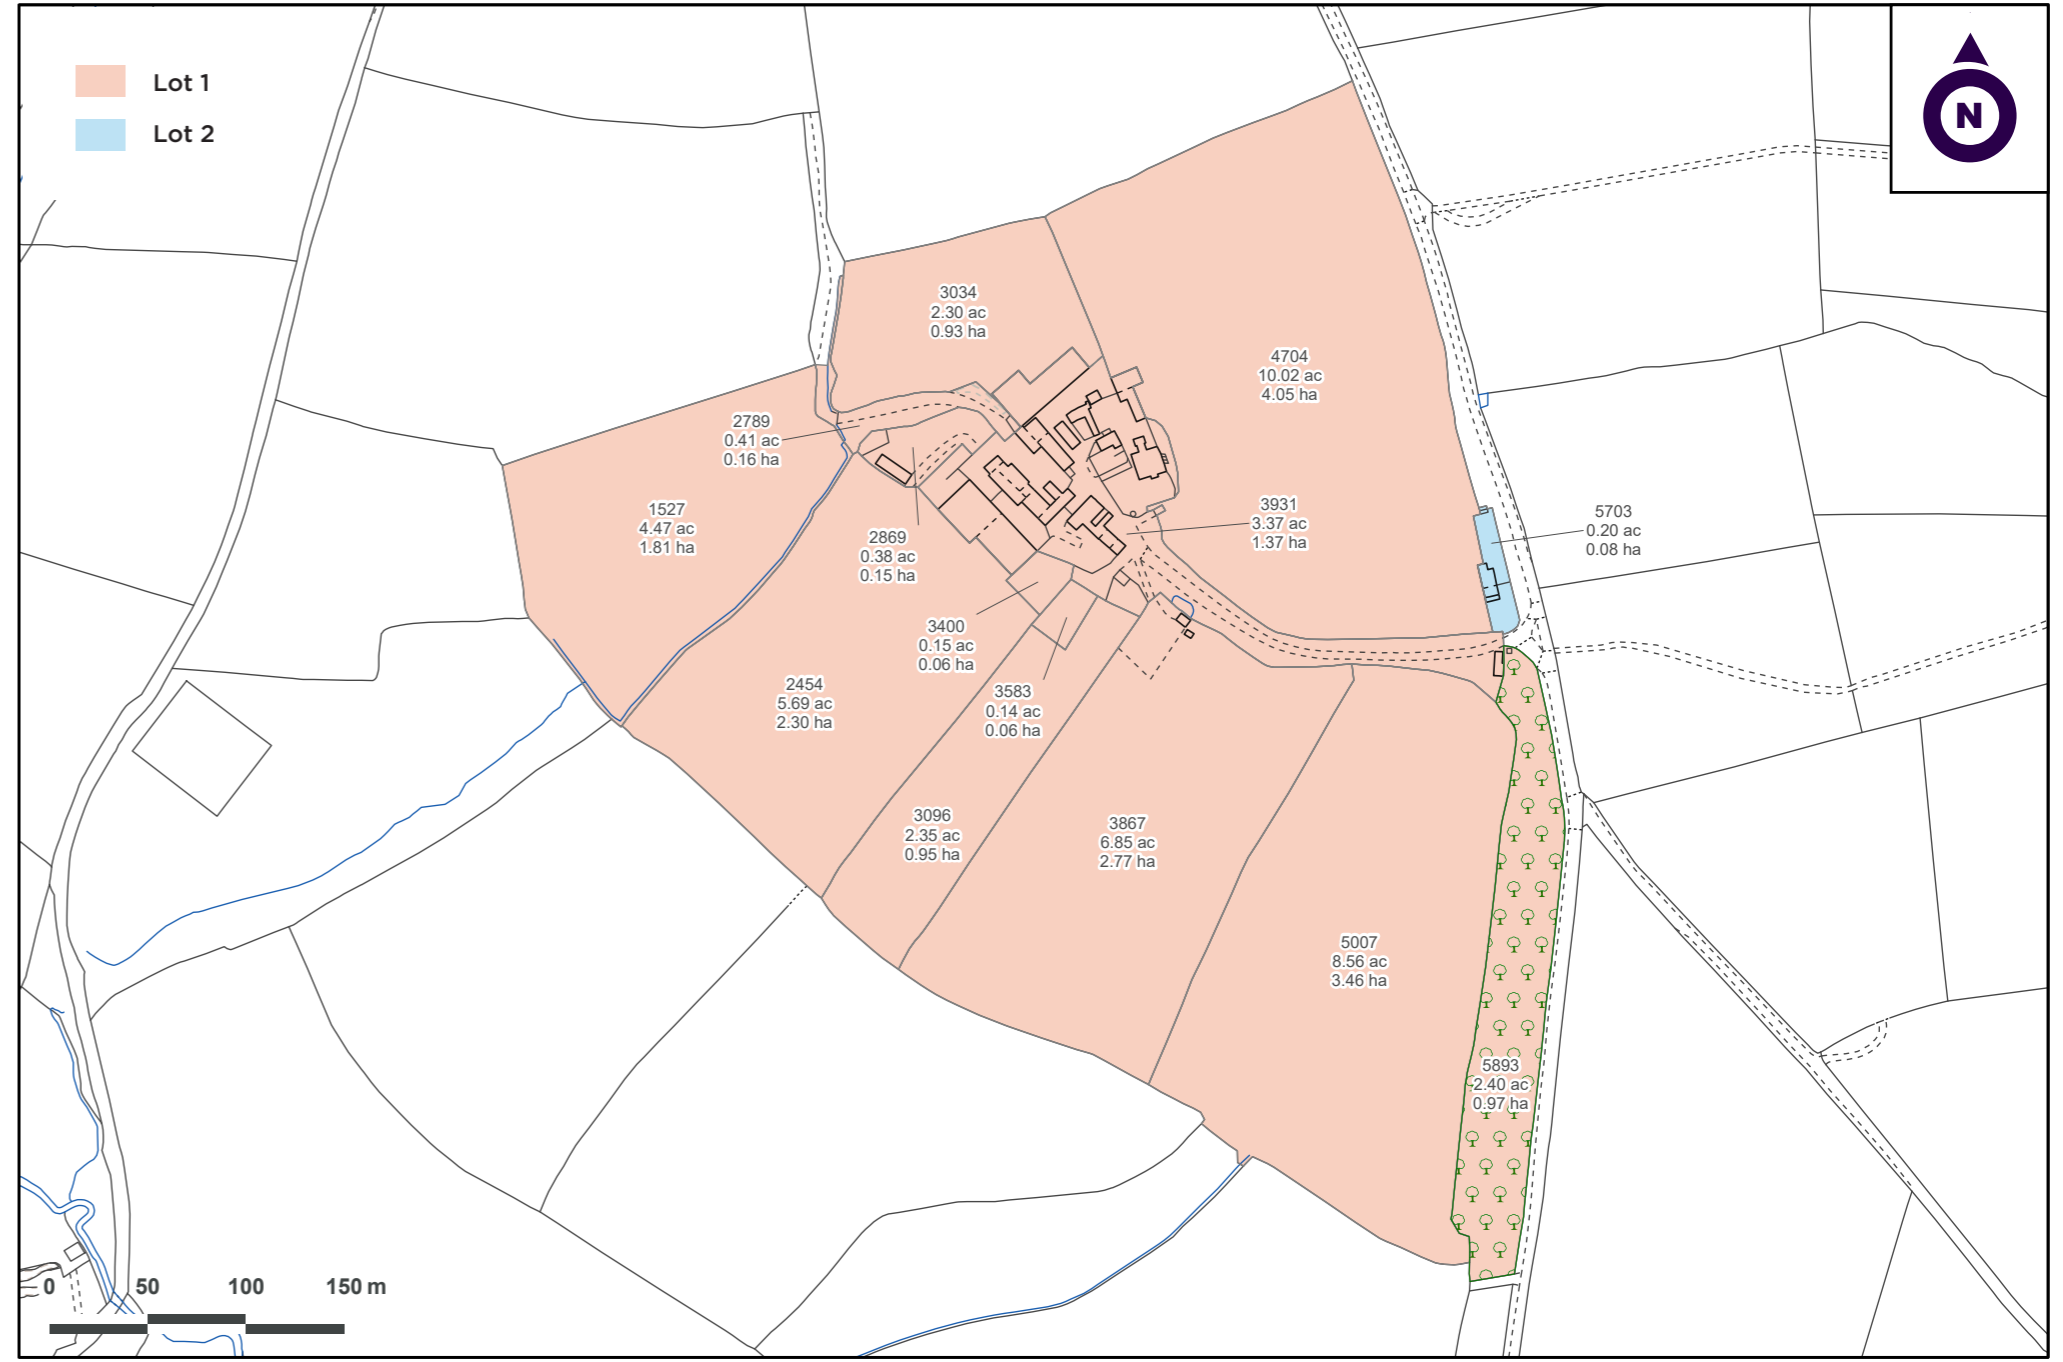 Lot 1
Lot 2
N
3034
2.30 ac
0.93 ha
4704
10.02 ac
4.05 ha
2789
0.41 ac
0.16 ha
1527
4.47 ac
1.81 ha
2869
0.38 ac
0.15 ha
3931
3.37 ac
1.37 ha
5703
0.20 ac
0.08 ha
3400
0.15 ac
0.06 ha
2454
5.69 ac
2.30 ha
3583
0.14 ac
0.06 ha
3096
2.35 ac
0.95 ha
3867
6.85 ac
2.77 ha
5007
8.56 ac
3.46 ha
5893
2.40 ac
0.97 ha
0 50 100 150 m